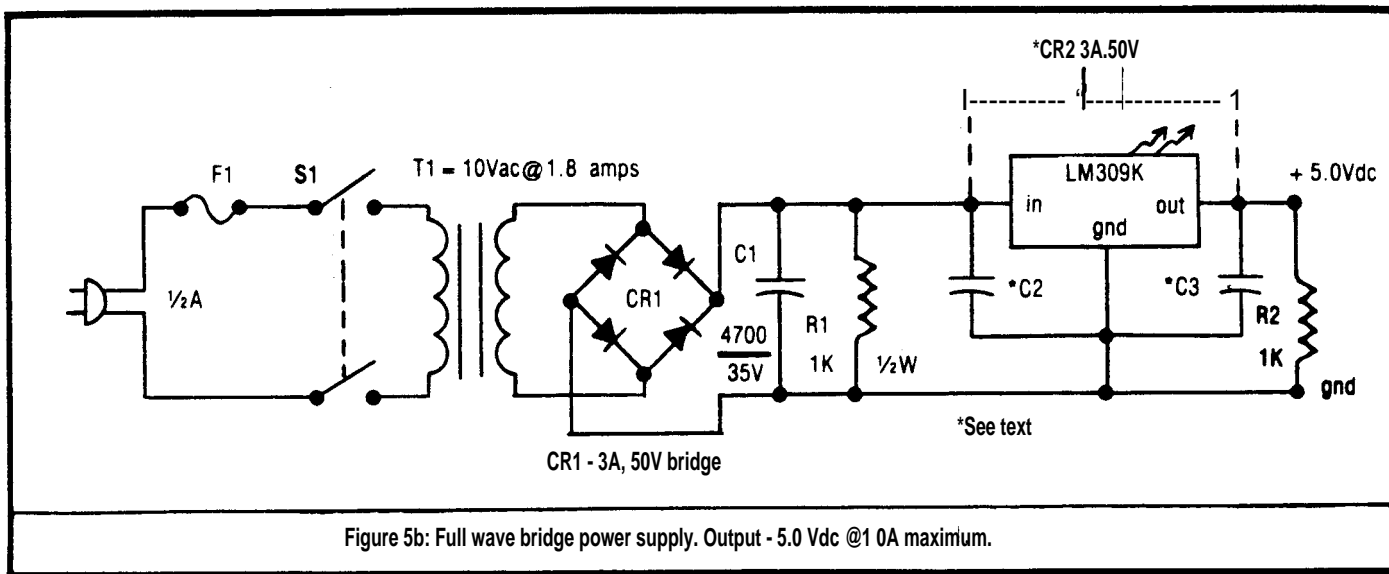 *CR2 3A.50V
LM309K
in
out
gnd
+ 5.0Vdc
F1
S1
T1 = 10Vac@1.8 amps
½A
CR1
C1
4700
35V
R1
1K
½W
*C2
*C3
R2
1K
gnd
*See text
CR1 - 3A, 50V bridge
Figure 5b: Full wave bridge power supply. Output - 5.0 Vdc @1 0A maximum.